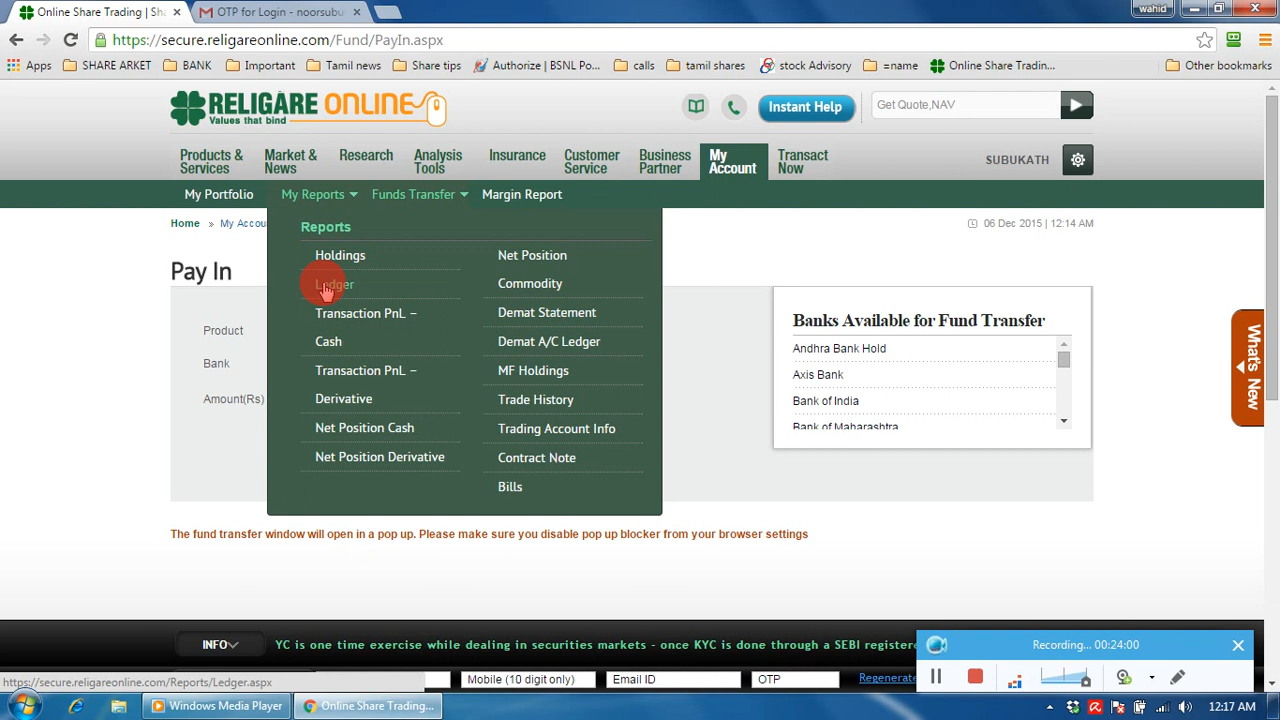 Online Share Trading | Sh
OTP for Login - noorsubu
wahid
https://secure.religareonline.com/Fund/PayIn.aspx
Apps
SHARE ARKET
BANK
Important
Tamil news
Share tips
Authorize | BSNL Po...
calls
tamil shares
stock Advisory
=name
Online Share Tradin...
Other bookmarks
RELIGARE ONLINE
Values that bind
Instant Help
Get Quote,NAV
Products & Services
Market & News
Research
Analysis Tools
Insurance
Customer Service
Business Partner
My Account
Transact Now
SUBUKATH
My Portfolio
My Reports
Funds Transfer
Margin Report
Home » My Accou
06 Dec 2015 | 12:14 AM
Reports
Holdings
Ledger
Transaction PnL –
Cash
Transaction PnL –
Derivative
Net Position Cash
Net Position Derivative
Net Position
Commodity
Demat Statement
Demat A/C Ledger
MF Holdings
Trade History
Trading Account Info
Contract Note
Bills
Pay In
Product
Bank
Amount(Rs)
Banks Available for Fund Transfer
Andhra Bank Hold
Axis Bank
Bank of India
Bank of Maharashtra
What's New
The fund transfer window will open in a pop up. Please make sure you disable pop up blocker from your browser settings
INFO
YC is one time exercise while dealing in securities markets - once KYC is done through a SEBI registere
Recording... 00:24:00
Mobile (10 digit only)
Email ID
OTP
Regenerate
https://secure.religareonline.com/Reports/Ledger.aspx
Windows Media Player
Online Share Trading...
12:17 AM